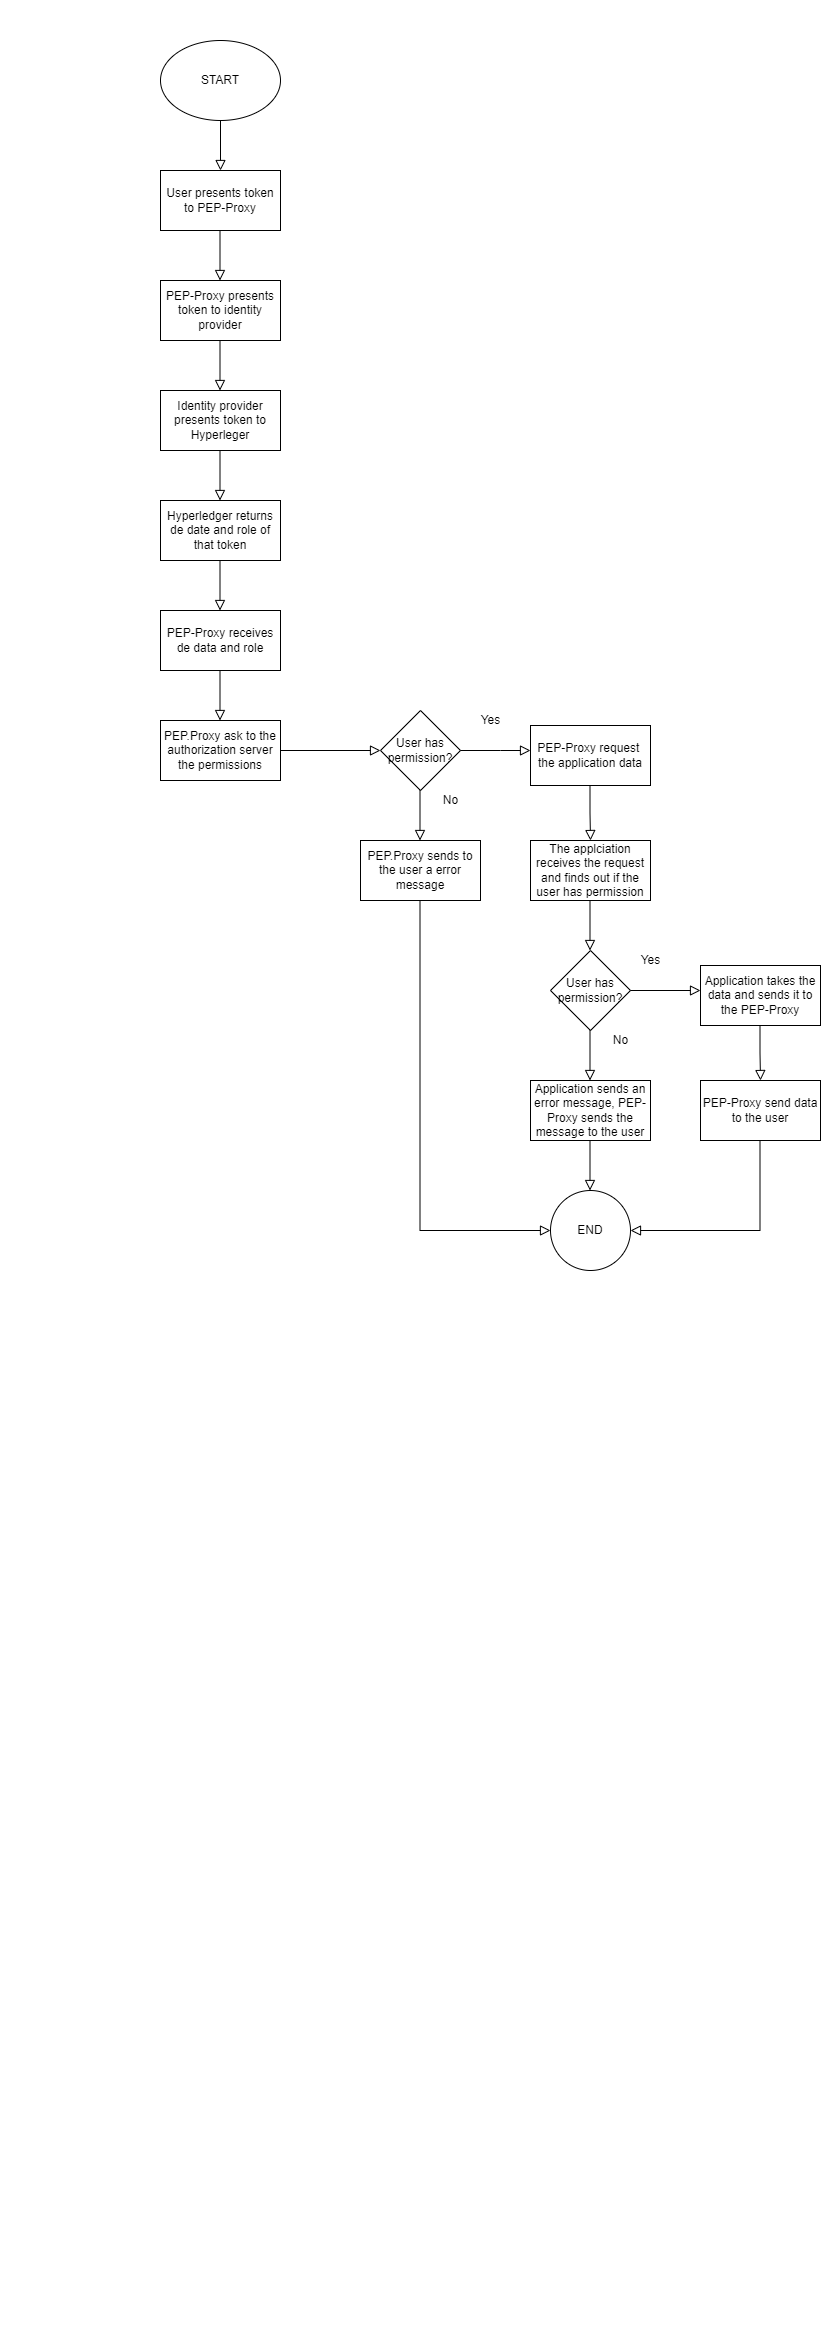 START
User presents token
to PEP-Proxy
PEP-Proxy presents
token to identity
provider
Identity provider
presents token to
Hyperleger
Hyperledger returns
de date and role of
that token
PEP-Proxy receives
de data and role
PEP.Proxy ask to the
authorization server
the permissions
User has
permission?
Yes
No
PEP-Proxy request
the application data
PEP.Proxy sends to
the user a error
message
The applciation
receives the request
and finds out if the
user has permission
User has
permission?
Yes
No
Application takes the
data and sends it to
the PEP-Proxy
Application sends an
error message, PEP-
Proxy sends the
message to the user
PEP-Proxy send data
to the user
END